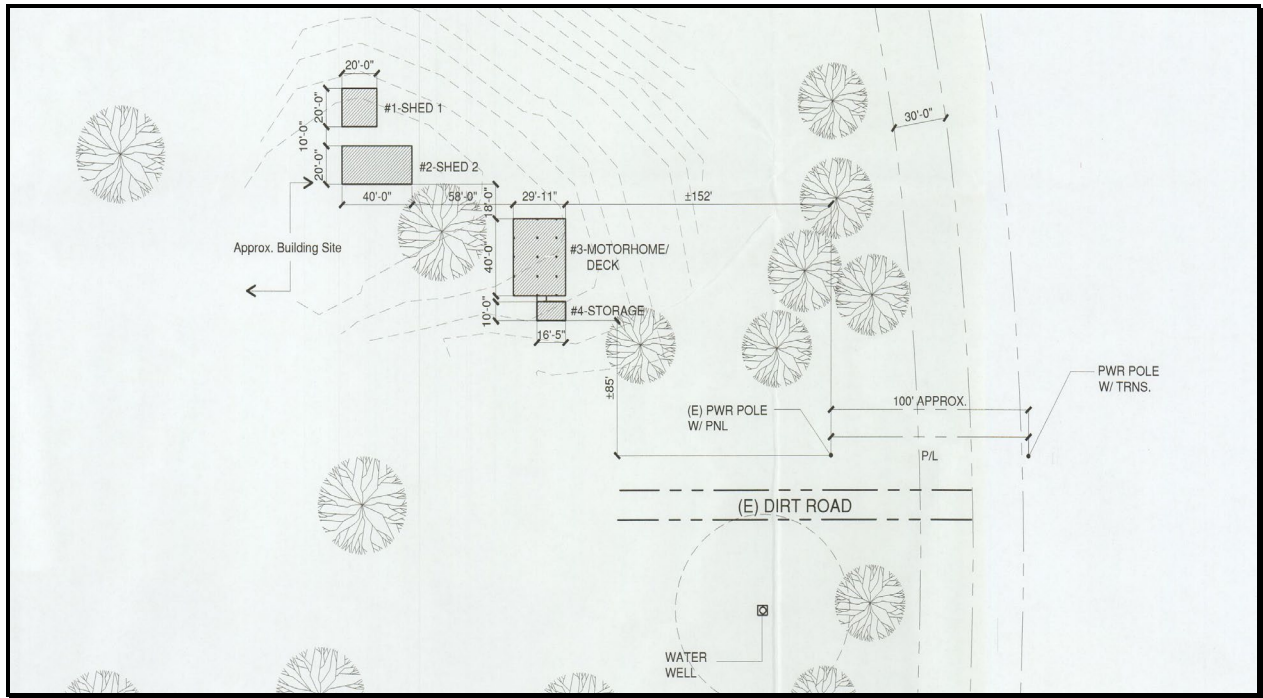 20'-0"
20'-0"
#1-SHED 1
10'-0"
20'-0"
#2-SHED 2
40'-0"
58'-0"
18'-0"
29'-11"
±152'
30'-0"
Approx. Building Site
40'-0"
#3-MOTORHOME/
DECK
10'-0"
#4-STORAGE
16'-5"
±85'
PWR POLE
W/ TRNS.
100' APPROX.
(E) PWR POLE
W/ PNL
P/L
(E) DIRT ROAD
WATER
WELL